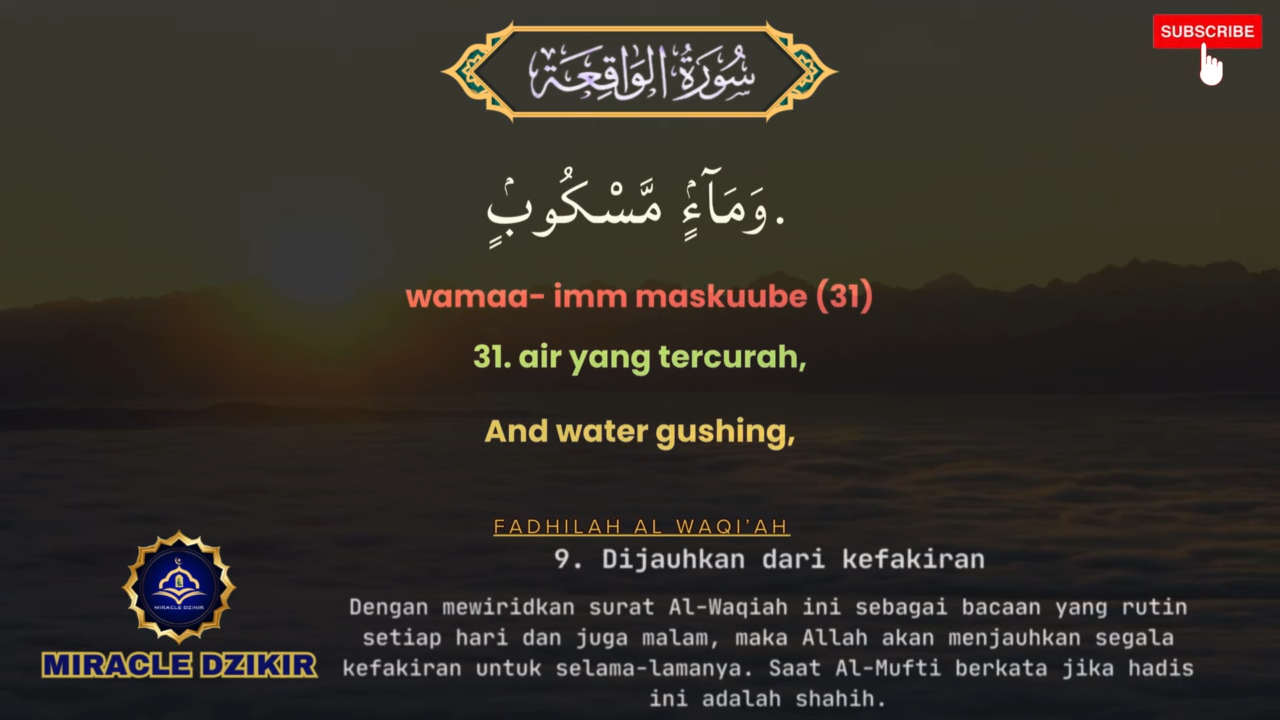 سُورَةُ الوَاقِعَة
SUBSCRIBE
وَمَآءٍۢ مَّسْكُوبٍۢ.
wamaa- imm maskuube (31)
31. air yang tercurah,
And water gushing,
FADHILAH AL WAQI'AH
9. Dijauhkan dari kefakiran
Dengan mewiridkan surat Al-Waqiah ini sebagai bacaan yang rutin
setiap hari dan juga malam, maka Allah akan menjauhkan segala
kefakiran untuk selama-lamanya. Saat Al-Mufti berkata jika hadis
ini adalah shahih.
MIRACLE DZIKIR
MIRACLE DZIKIR